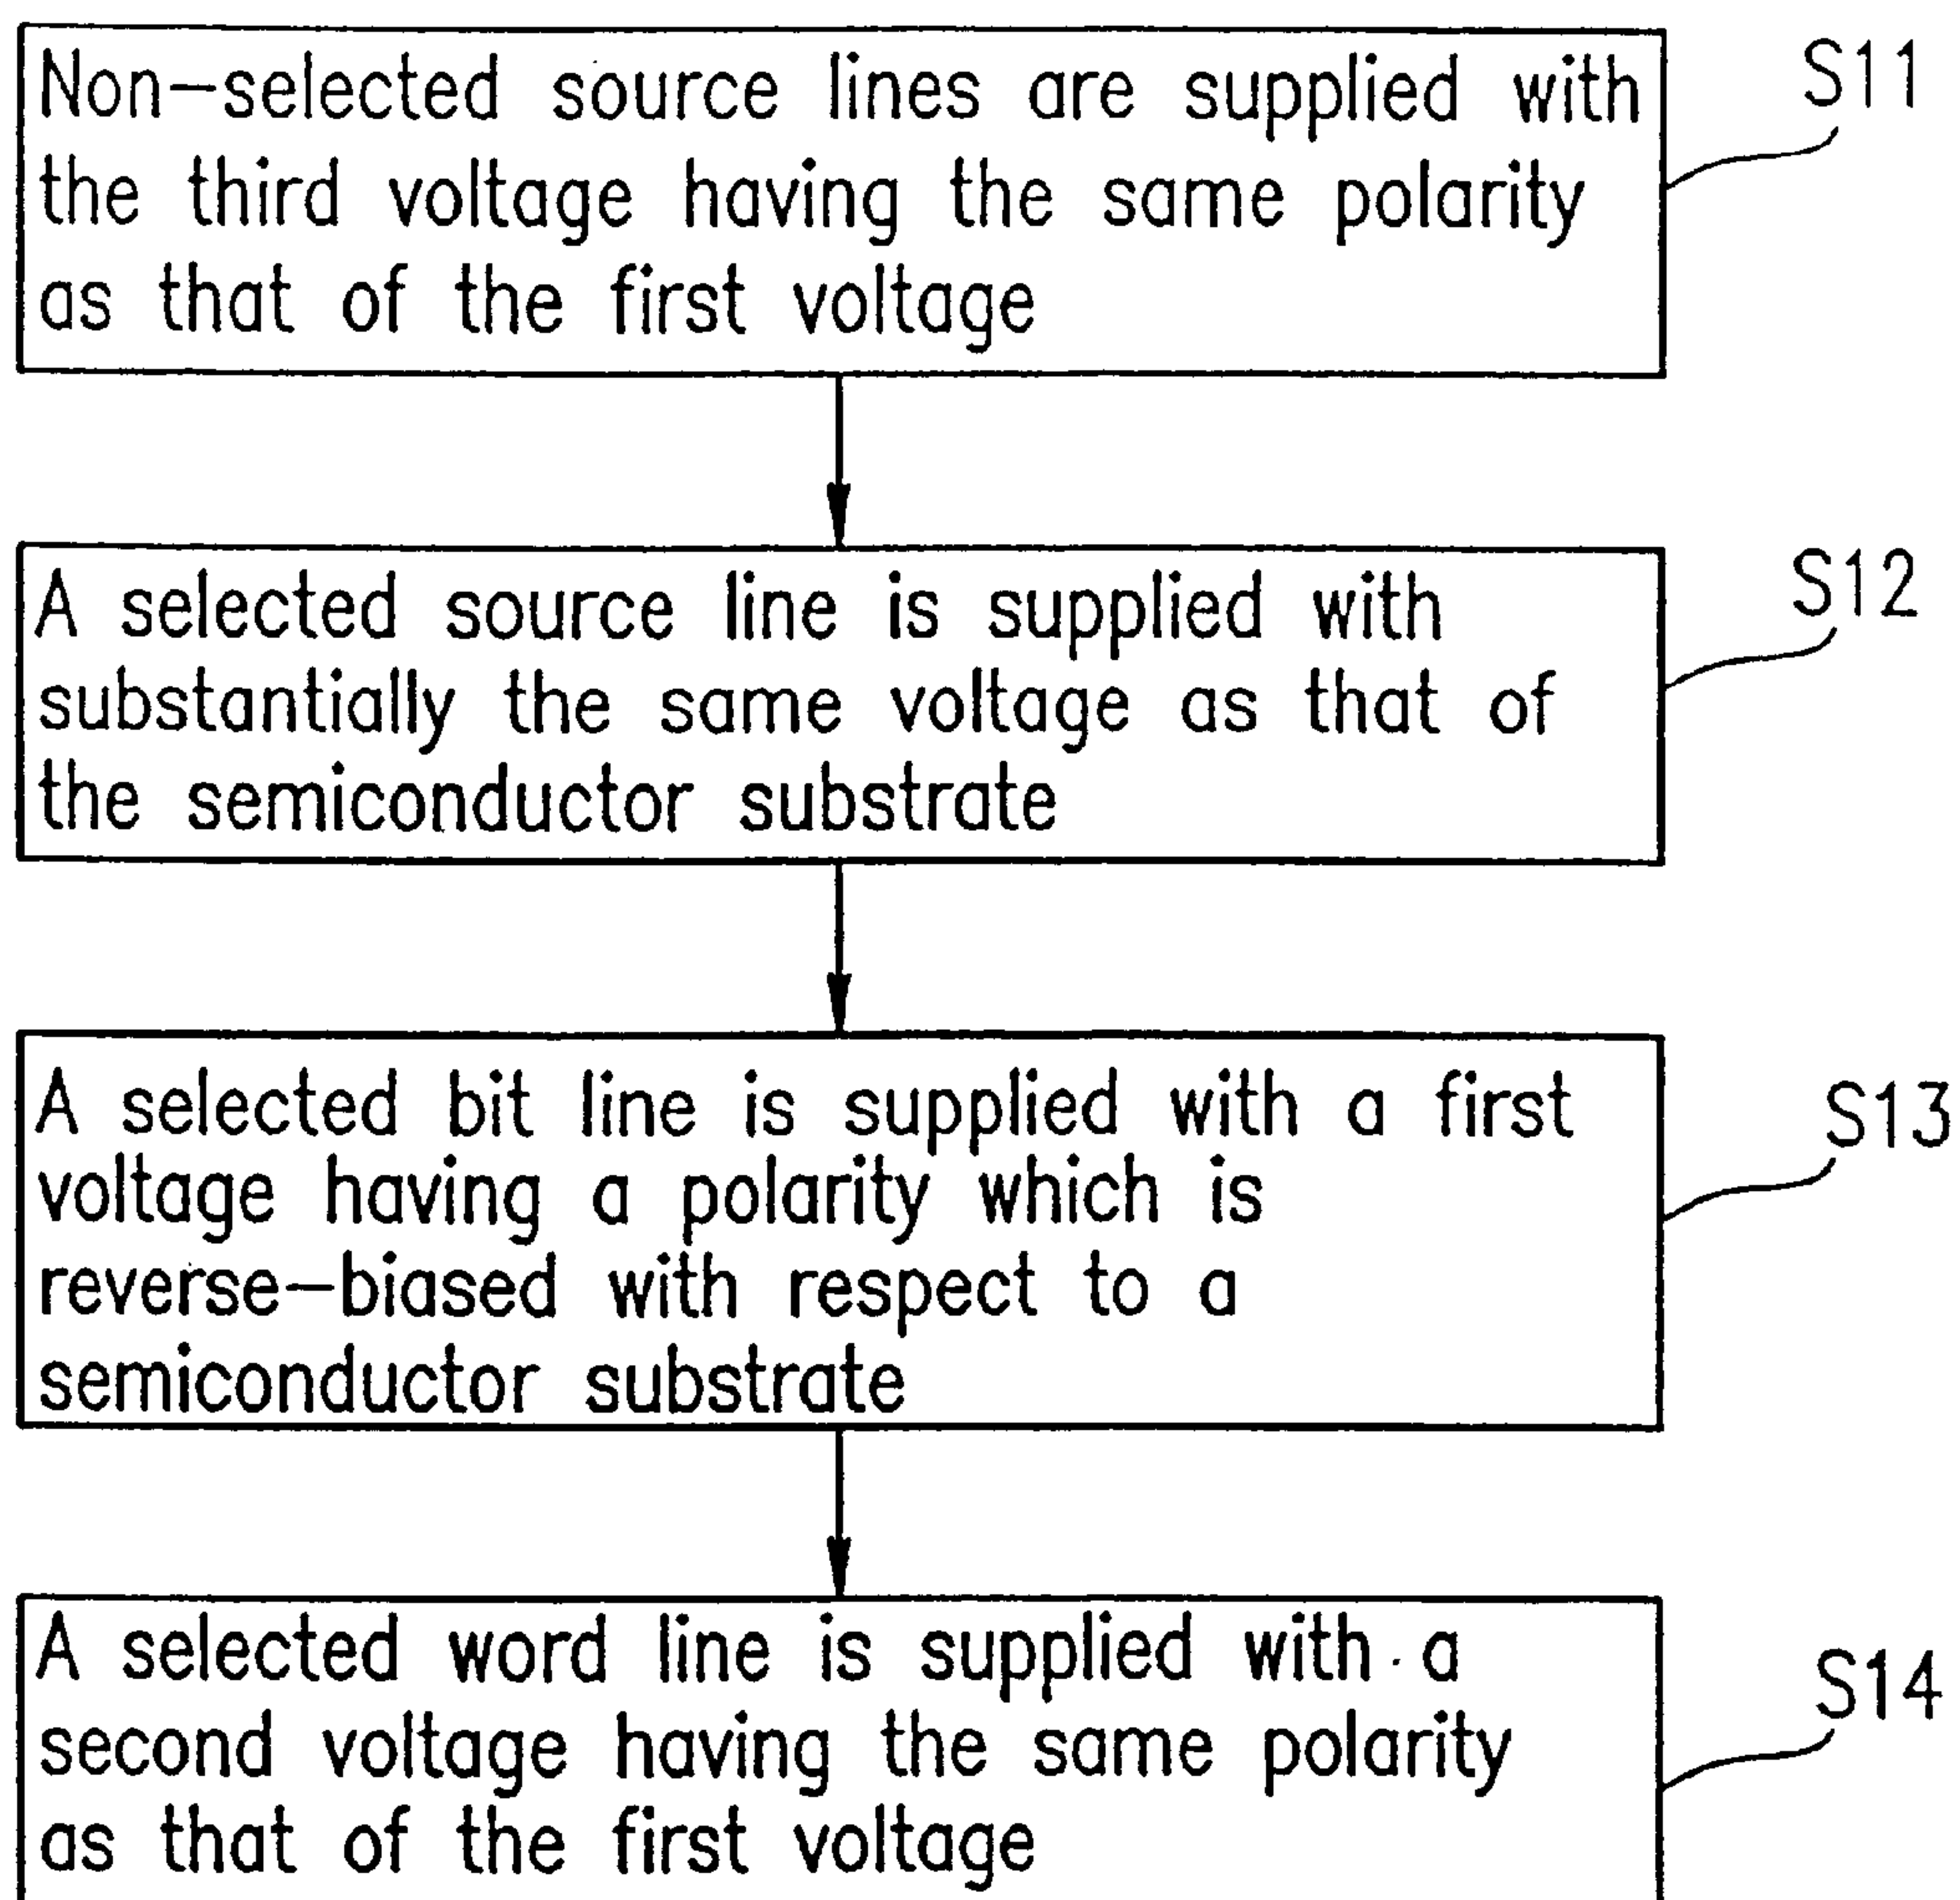 Non-selected source lines are supplied with
the third voltage having the same polarity
as that of the first voltage
S11
A selected source line is supplied with
substantially the same voltage as that of
the semiconductor substrate
S12
A selected bit line is supplied with a first
voltage having a polarity which is
reverse-biased with respect to a
semiconductor substrate
S13
A selected word line is supplied with a
second voltage having the same polarity
as that of the first voltage
S14